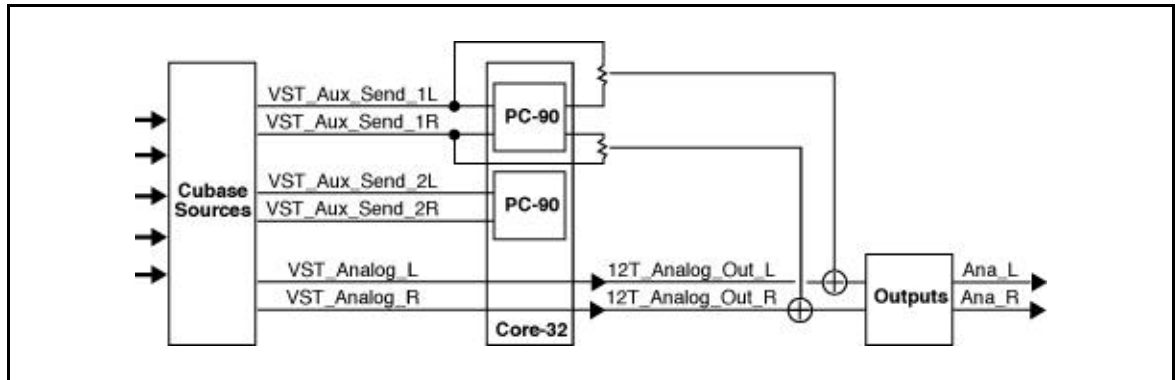 VST_Aux_Send_1L
VST_Aux_Send_1R
PC-90
Cubase
Sources
VST_Aux_Send_2L
VST_Aux_Send_2R
PC-90
VST_Analog_L
VST_Analog_R
Core-32
12T_Analog_Out_L
12T_Analog_Out_R
Outputs
Ana_L
Ana_R